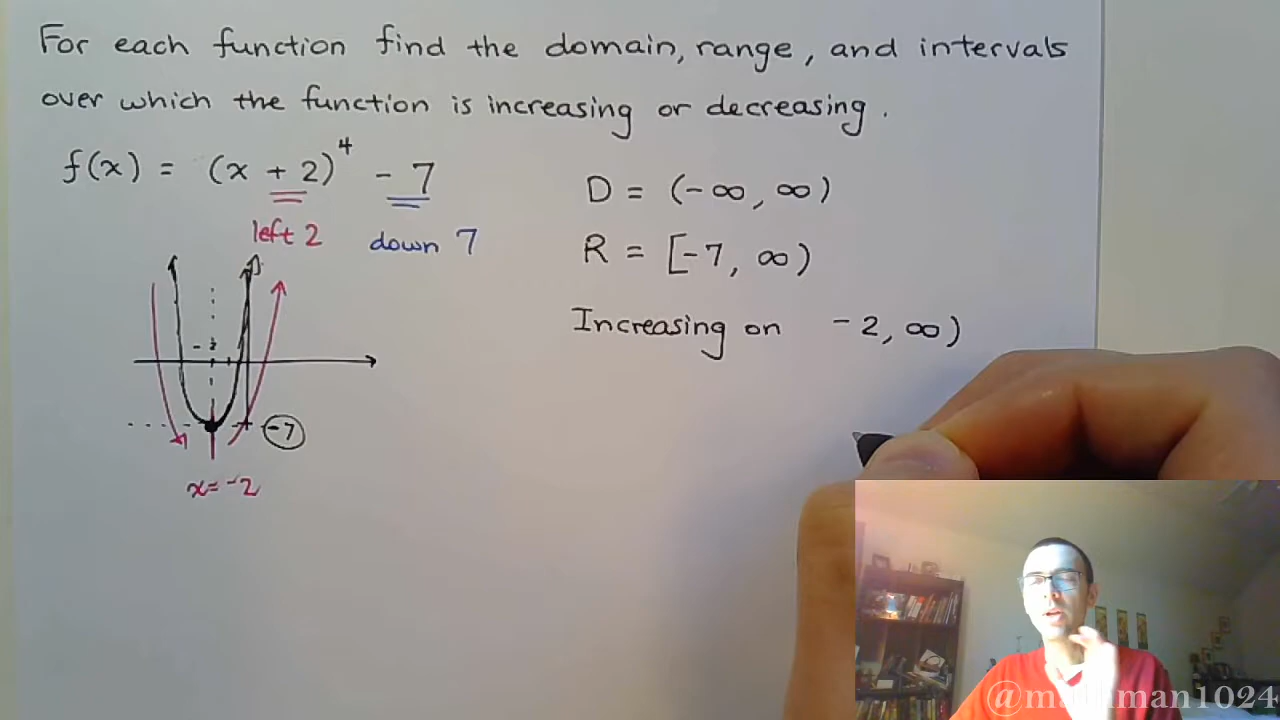 For each function find the domain, range, and intervals
over which the function is increasing or decreasing.
f(x) = (x + 2)⁴ - 7
left 2
down 7
D = (-∞, ∞)
R = [-7, ∞)
Increasing on -2, ∞)
-7
x = -2